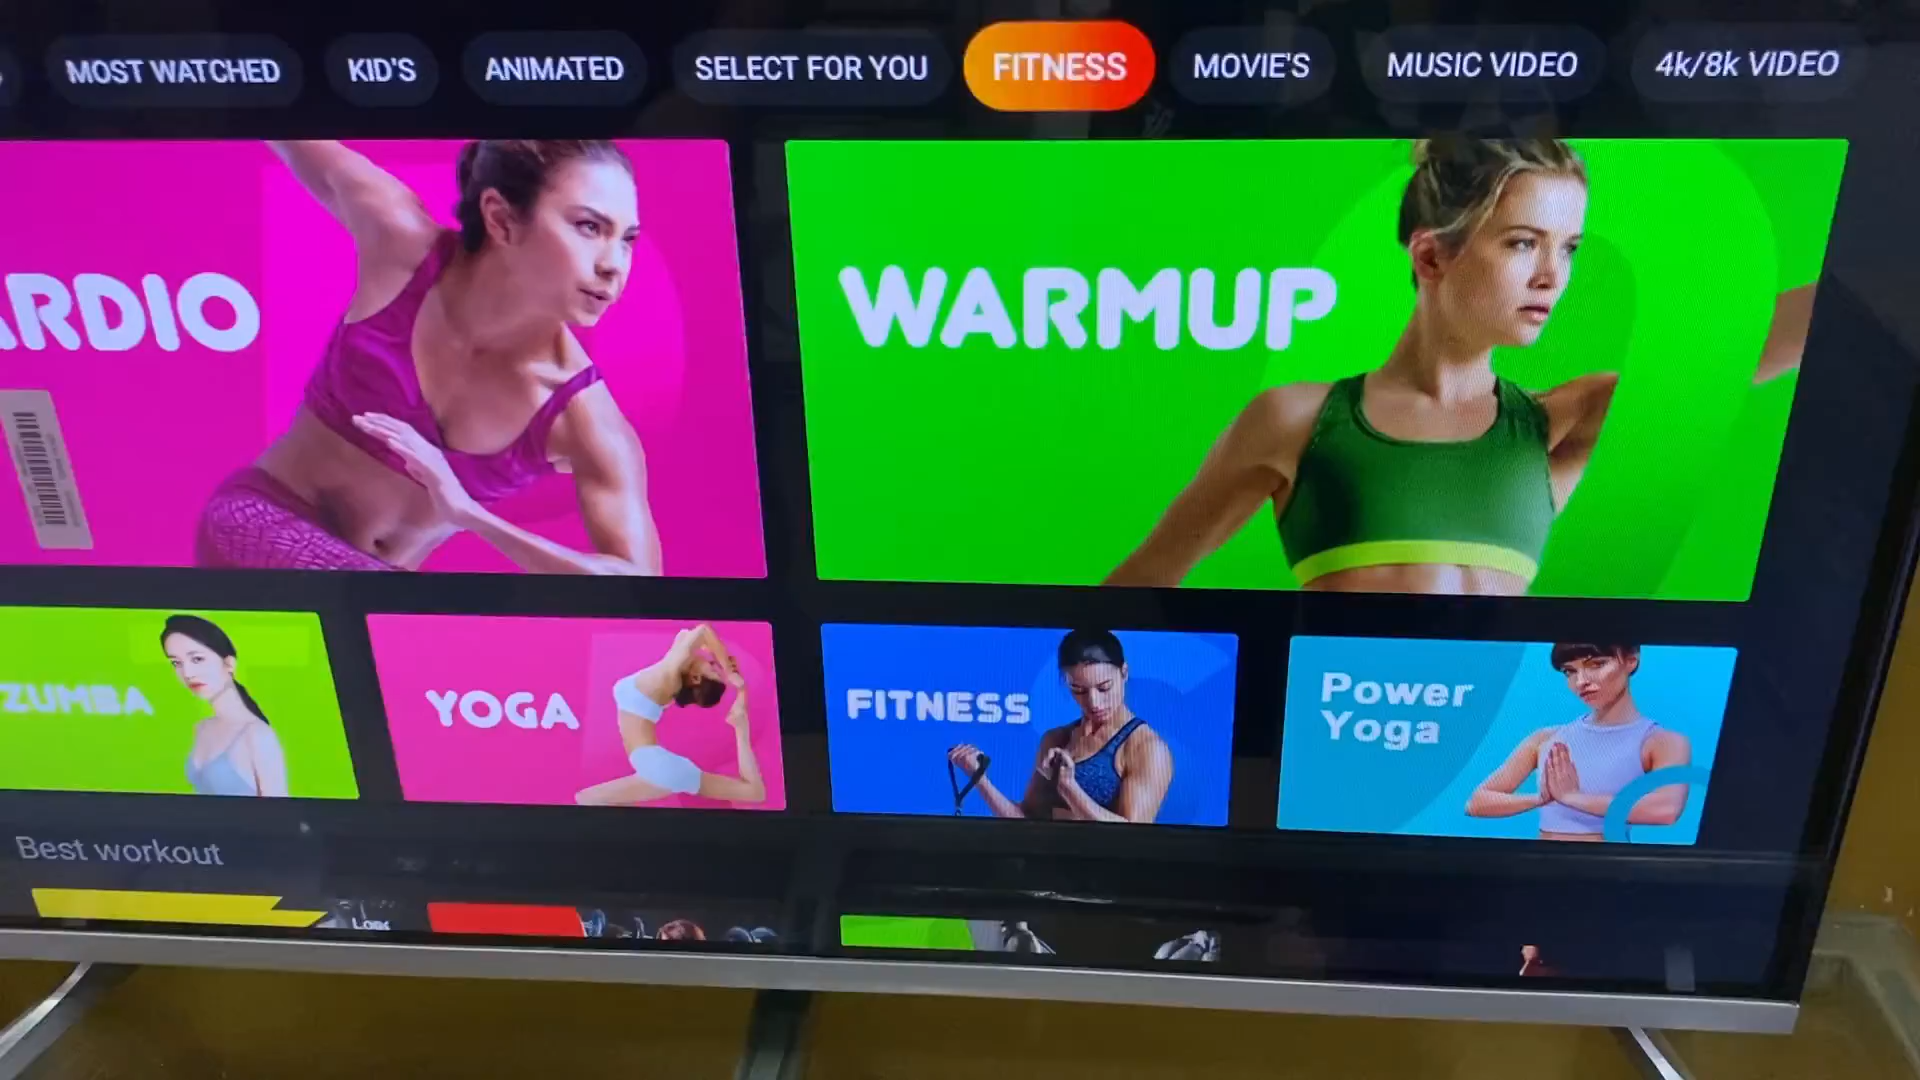 MOST WATCHED
KID'S
ANIMATED
SELECT FOR YOU
FITNESS
MOVIE'S
MUSIC VIDEO
4k/8k VIDEO
ARDIO
WARMUP
ZUMBA
YOGA
FITNESS
Power
Yoga
Best workout